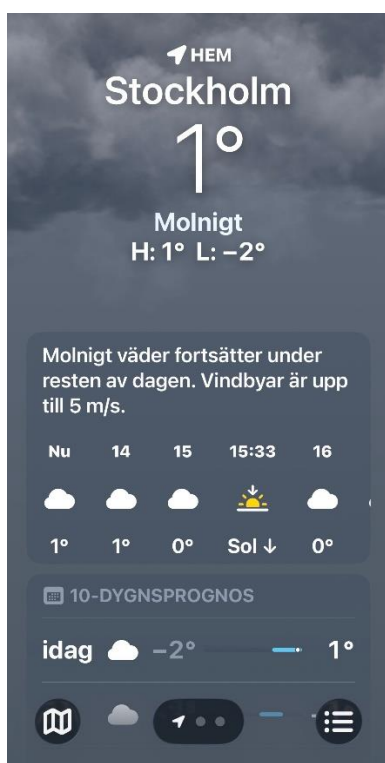 HEM
Stockholm
1°
Molnigt
H: 1° L: −2°
Molnigt väder fortsätter under
resten av dagen. Vindbyar är upp
till 5 m/s.
Nu 14 15 15:33 16
1° 1° 0° Sol ↓ 0°
10-DYGNSPROGNOS
idag −2° 1°